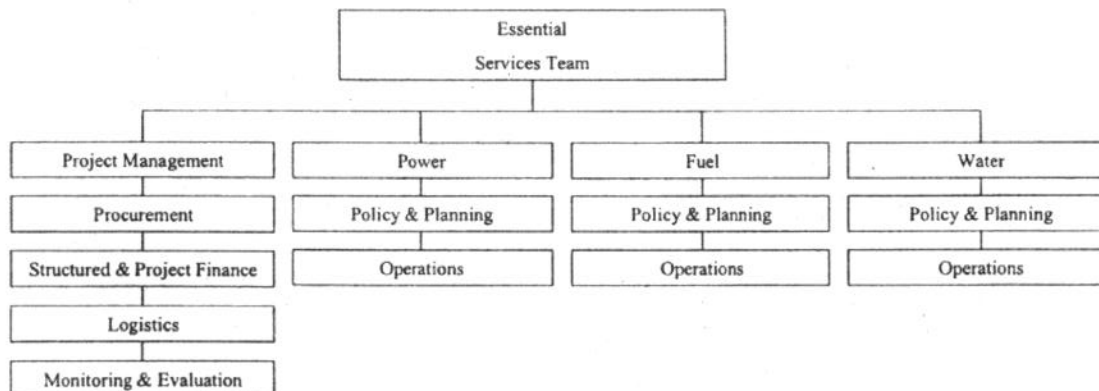 Essential
Services Team
Project Management
Power
Fuel
Water
Procurement
Policy & Planning
Policy & Planning
Policy & Planning
Structured & Project Finance
Operations
Operations
Operations
Logistics
Monitoring & Evaluation